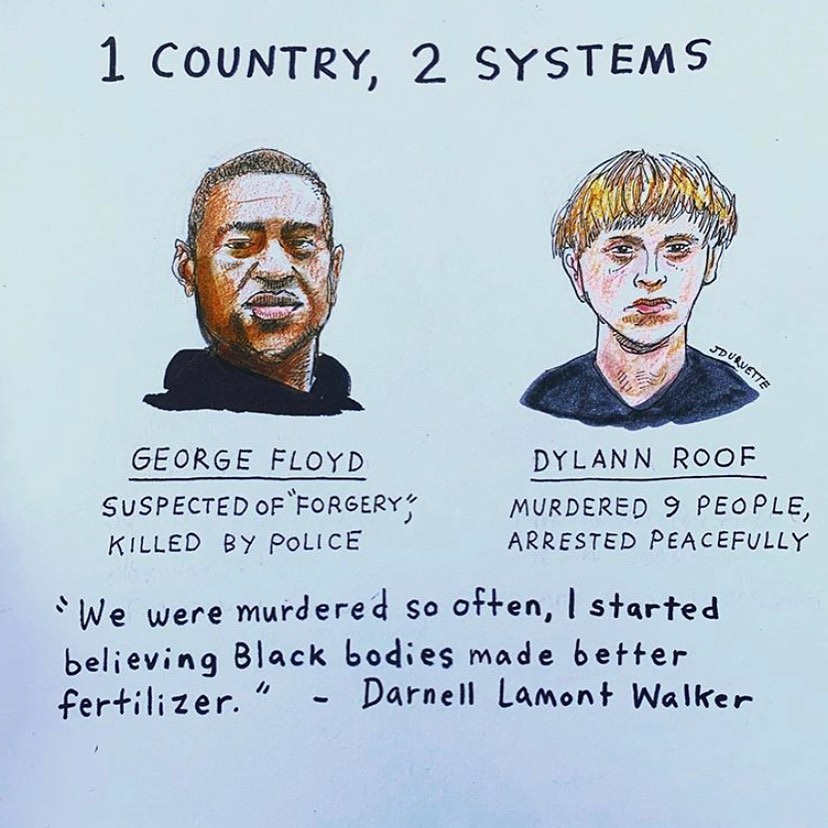 1 COUNTRY, 2 SYSTEMS
JDURUETTE
GEORGE FLOYD
SUSPECTED OF "FORGERY",
KILLED BY POLICE
DYLANN ROOF
MURDERED 9 PEOPLE,
ARRESTED PEACEFULLY
"We were murdered so often, I started
believing Black bodies made better
fertilizer." - Darnell Lamont Walker